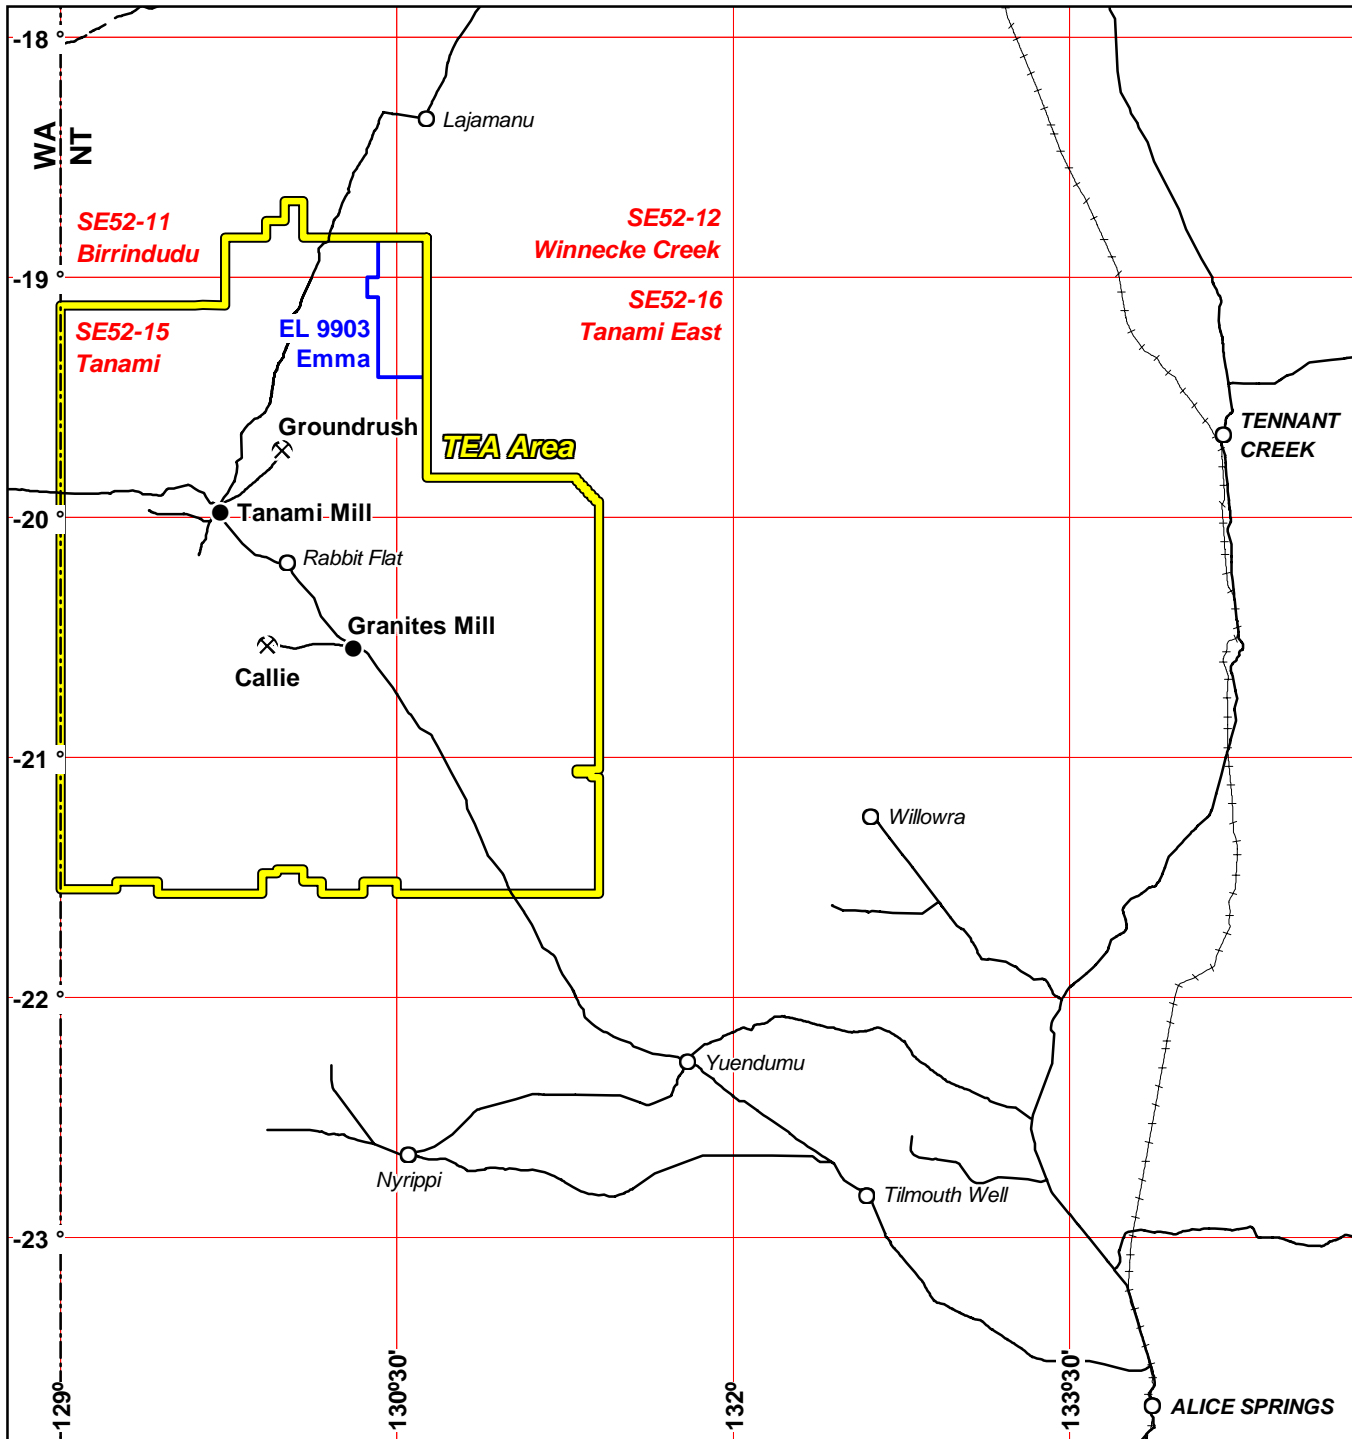 -18 °
Lajamanu
WA
NT
SE52-11
Birrindudu
SE52-12
Winnecke Creek
-19 °
SE52-15
Tanami
EL 9903
Emma
SE52-16
Tanami East
Groundrush
TEA Area
TENNANT
CREEK
-20 °
Tanami Mill
Rabbit Flat
Granites Mill
Callie
-21 °
Willowra
-22 °
Yuendumu
Nyrippi
Tilmouth Well
-23 °
129°
130°30'
132°
133°30'
ALICE SPRINGS